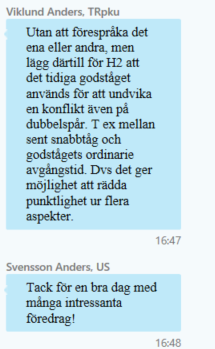 Viklund Anders, TRpku
Utan att förespråka det
ena eller andra, men
lägg därtill för H2 att
det tidiga godståget
används för att undvika
en konflikt även på
dubbelspår. T ex mellan
sent snabbtåg och
godstågets ordinarie
avgångstid. Dvs det ger
möjlighet att rädda
punktlighet ur flera
aspekter.
16:47
Svensson Anders, US
Tack för en bra dag med
många intressanta
föredrag!
16:48